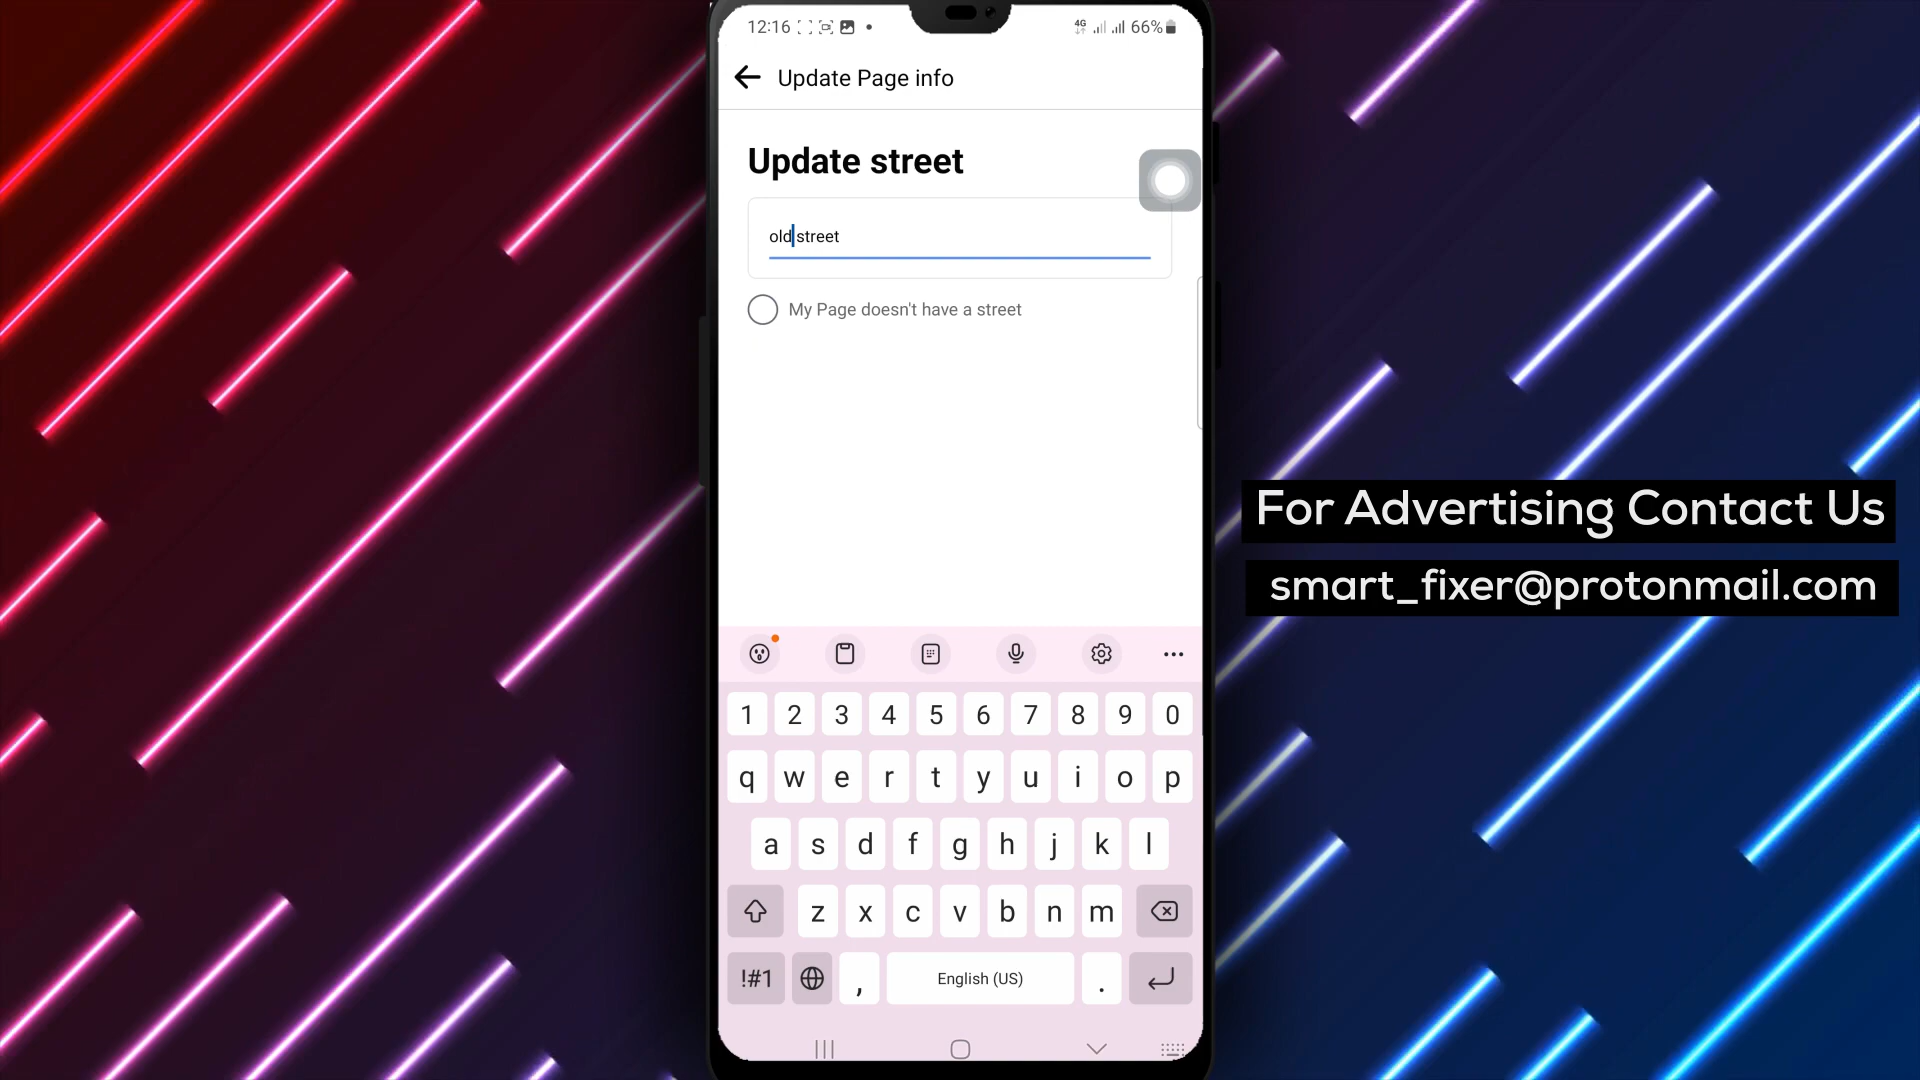 12:16 4G 66%
Update Page info
Update street
old street
My Page doesn't have a street
For Advertising Contact Us
smart_fixer@protonmail.com
1 2 3 4 5 6 7 8 9 0
q w e r t y u i o p
a s d f g h j k l
z x c v b n m
!#1 , English (US) .